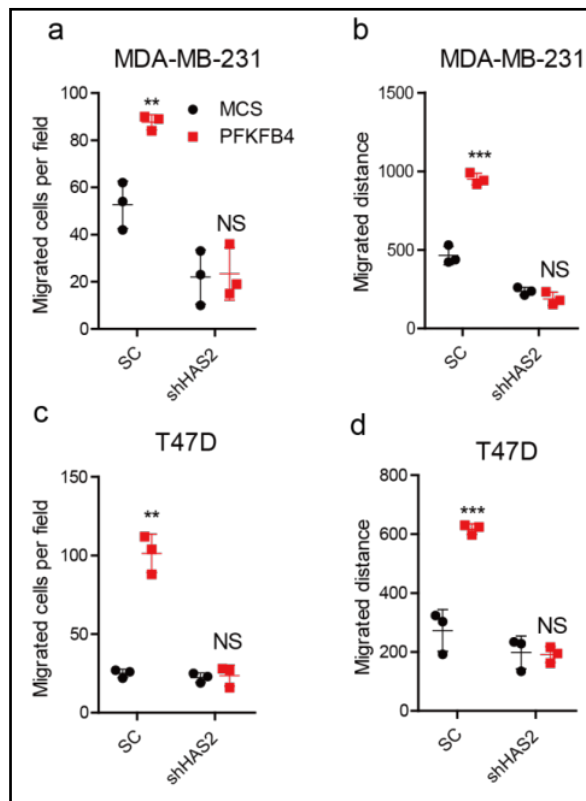 a
MDA-MB-231
Migrated cells per field
100
80
60
40
20
0
**
MCS
PFKFB4
NS
SC
shHAS2
b
MDA-MB-231
Migrated distance
1500
1000
500
0
***
NS
SC
shHAS2
c
T47D
Migrated cells per field
150
100
50
0
**
NS
SC
shHAS2
d
T47D
Migrated distance
800
600
400
200
0
***
NS
SC
shHAS2